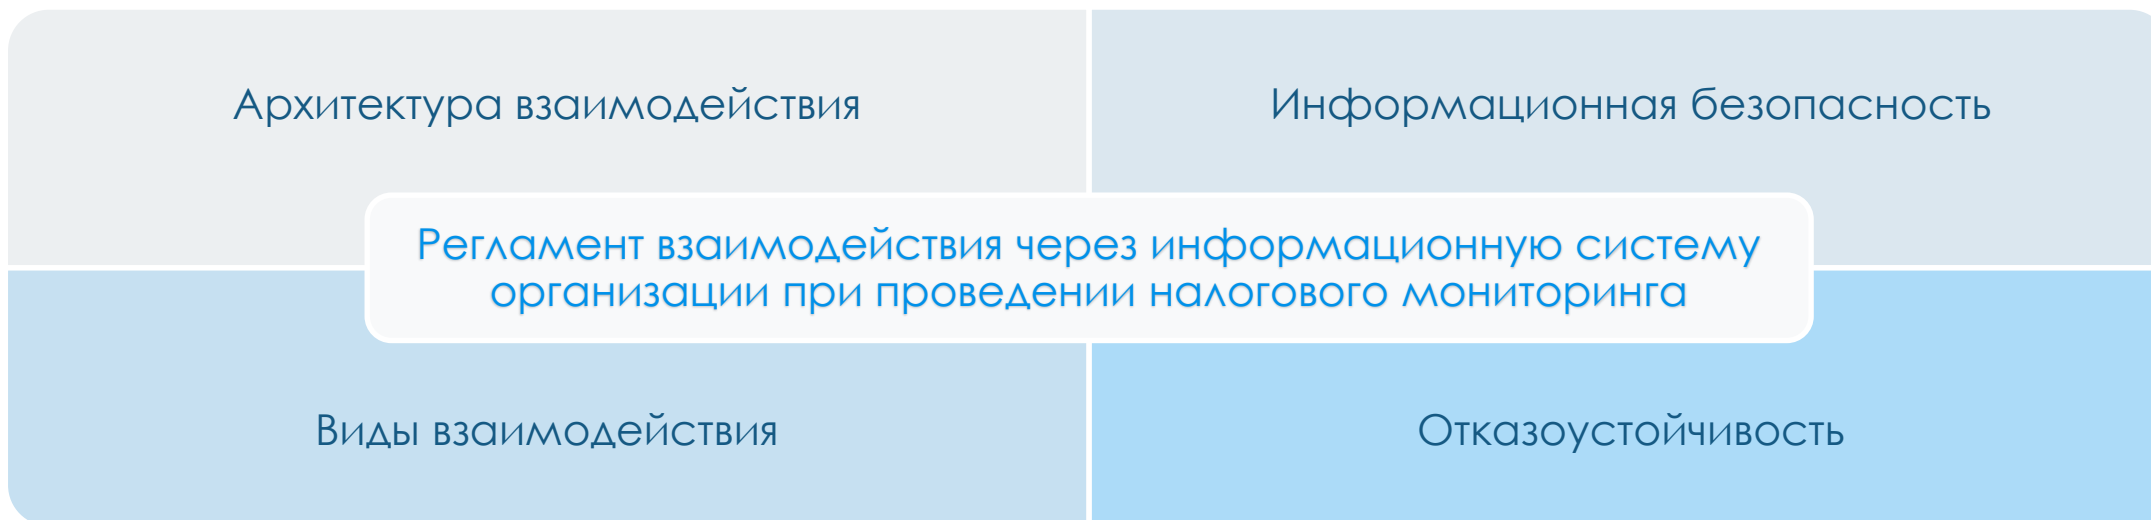 Архитектура взаимодействия
Информационная безопасность
Регламент взаимодействия через информационную систему
организации при проведении налогового мониторинга
Виды взаимодействия
Отказоустойчивость